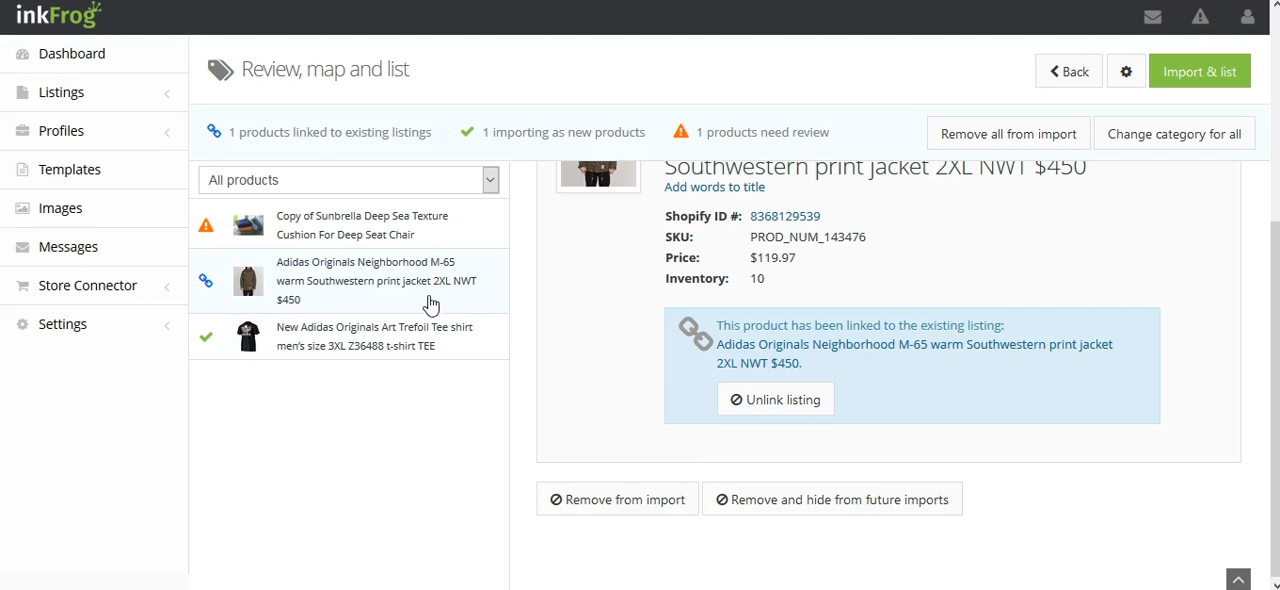 inkFrog
Dashboard
Listings
Profiles
Templates
Images
Messages
Store Connector
Settings
Review, map and list
Back
Import & list
1 products linked to existing listings
1 importing as new products
1 products need review
Remove all from import
Change category for all
All products
Copy of Sunbrella Deep Sea Texture
Cushion For Deep Seat Chair
Adidas Originals Neighborhood M-65
warm Southwestern print jacket 2XL NWT
$450
New Adidas Originals Art Trefoil Tee shirt
men's size 3XL Z36488 t-shirt TEE
Southwestern print jacket 2XL NWT $450
Add words to title
Shopify ID #: 8368129539
SKU: PROD_NUM_143476
Price: $119.97
Inventory: 10
This product has been linked to the existing listing:
Adidas Originals Neighborhood M-65 warm Southwestern print jacket
2XL NWT $450.
Unlink listing
Remove from import
Remove and hide from future imports